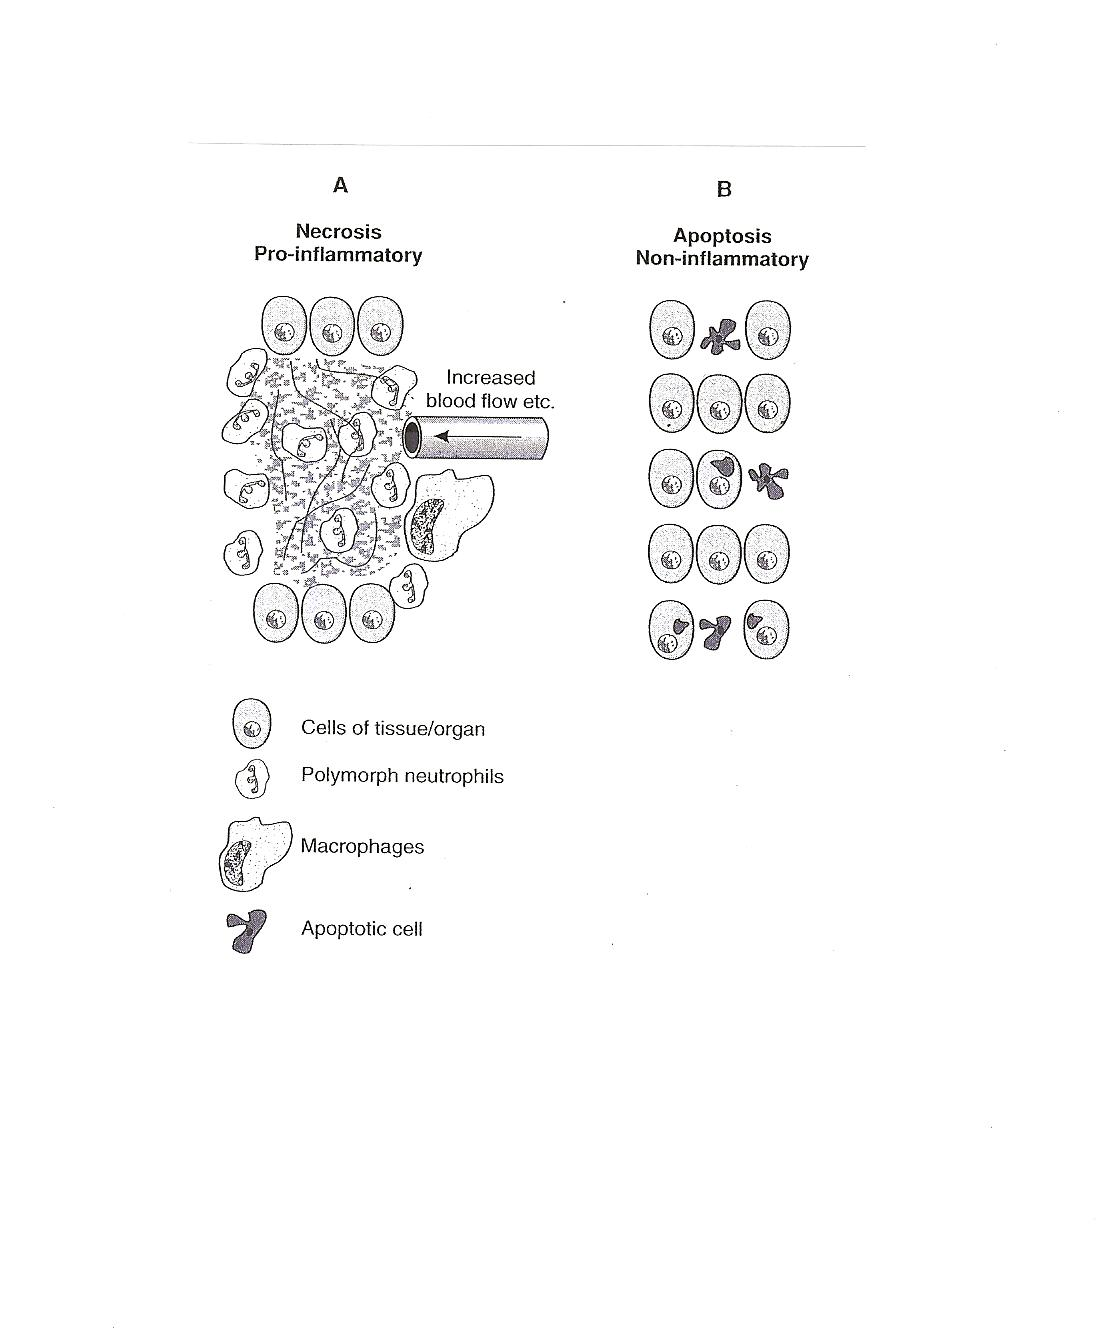 A
Necrosis
Pro-inflammatory
Increased
blood flow etc.
B
Apoptosis
Non-inflammatory
Cells of tissue/organ
Polymorph neutrophils
Macrophages
Apoptotic cell